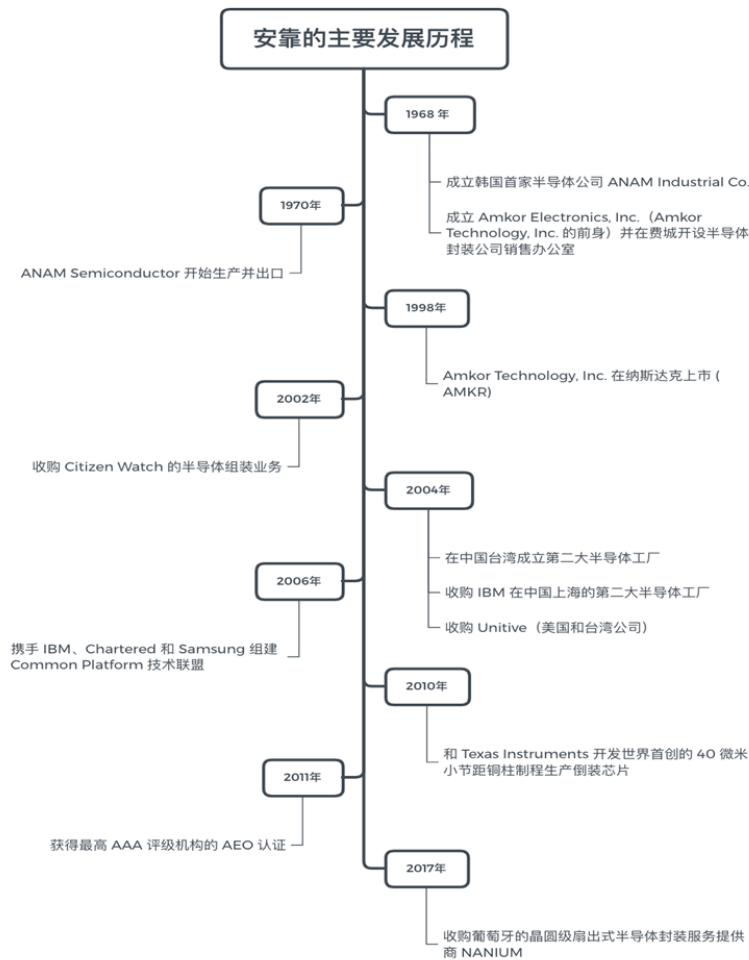 安靠的主要发展历程
1968 年
成立韩国首家半导体公司 ANAM Industrial Co.
成立 Amkor Electronics, Inc.（Amkor
Technology, Inc. 的前身）并在费城开设半导体
封装公司销售办公室
1970年
ANAM Semiconductor 开始生产并出口
1998年
Amkor Technology, Inc. 在纳斯达克上市 (
AMKR)
2002年
收购 Citizen Watch 的半导体组装业务
2004年
在中国台湾成立第二大半导体工厂
收购 IBM 在中国上海的第二大半导体工厂
收购 Unitive（美国和台湾公司）
2006年
携手 IBM、Chartered 和 Samsung 组建
Common Platform 技术联盟
2010年
和 Texas Instruments 开发世界首创的 40 微米
小节距铜柱制程生产倒装芯片
2011年
获得最高 AAA 评级机构的 AEO 认证
2017年
收购葡萄牙的晶圆级扇出式半导体封装服务提供
商 NANIUM